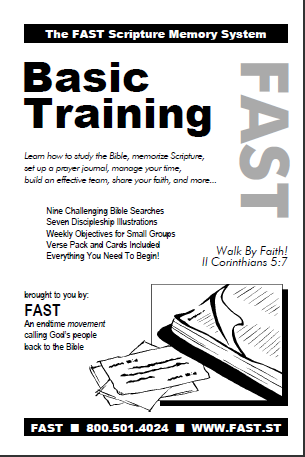 The FAST Scripture Memory System
Basic
Training
FAST
Learn how to study the Bible, memorize Scripture,
set up a prayer journal, manage your time,
build an effective team, share your faith, and more...
Nine Challenging Bible Searches
Seven Discipleship Illustrations
Weekly Objectives for Small Groups
Verse Pack and Cards Included
Everything You Need To Begin!
Walk By Faith!
II Corinthians 5:7
brought to you by:
FAST
An endtime movement
calling God's people
back to the Bible
FAST ■ 800.501.4024 ■ WWW.FAST.ST